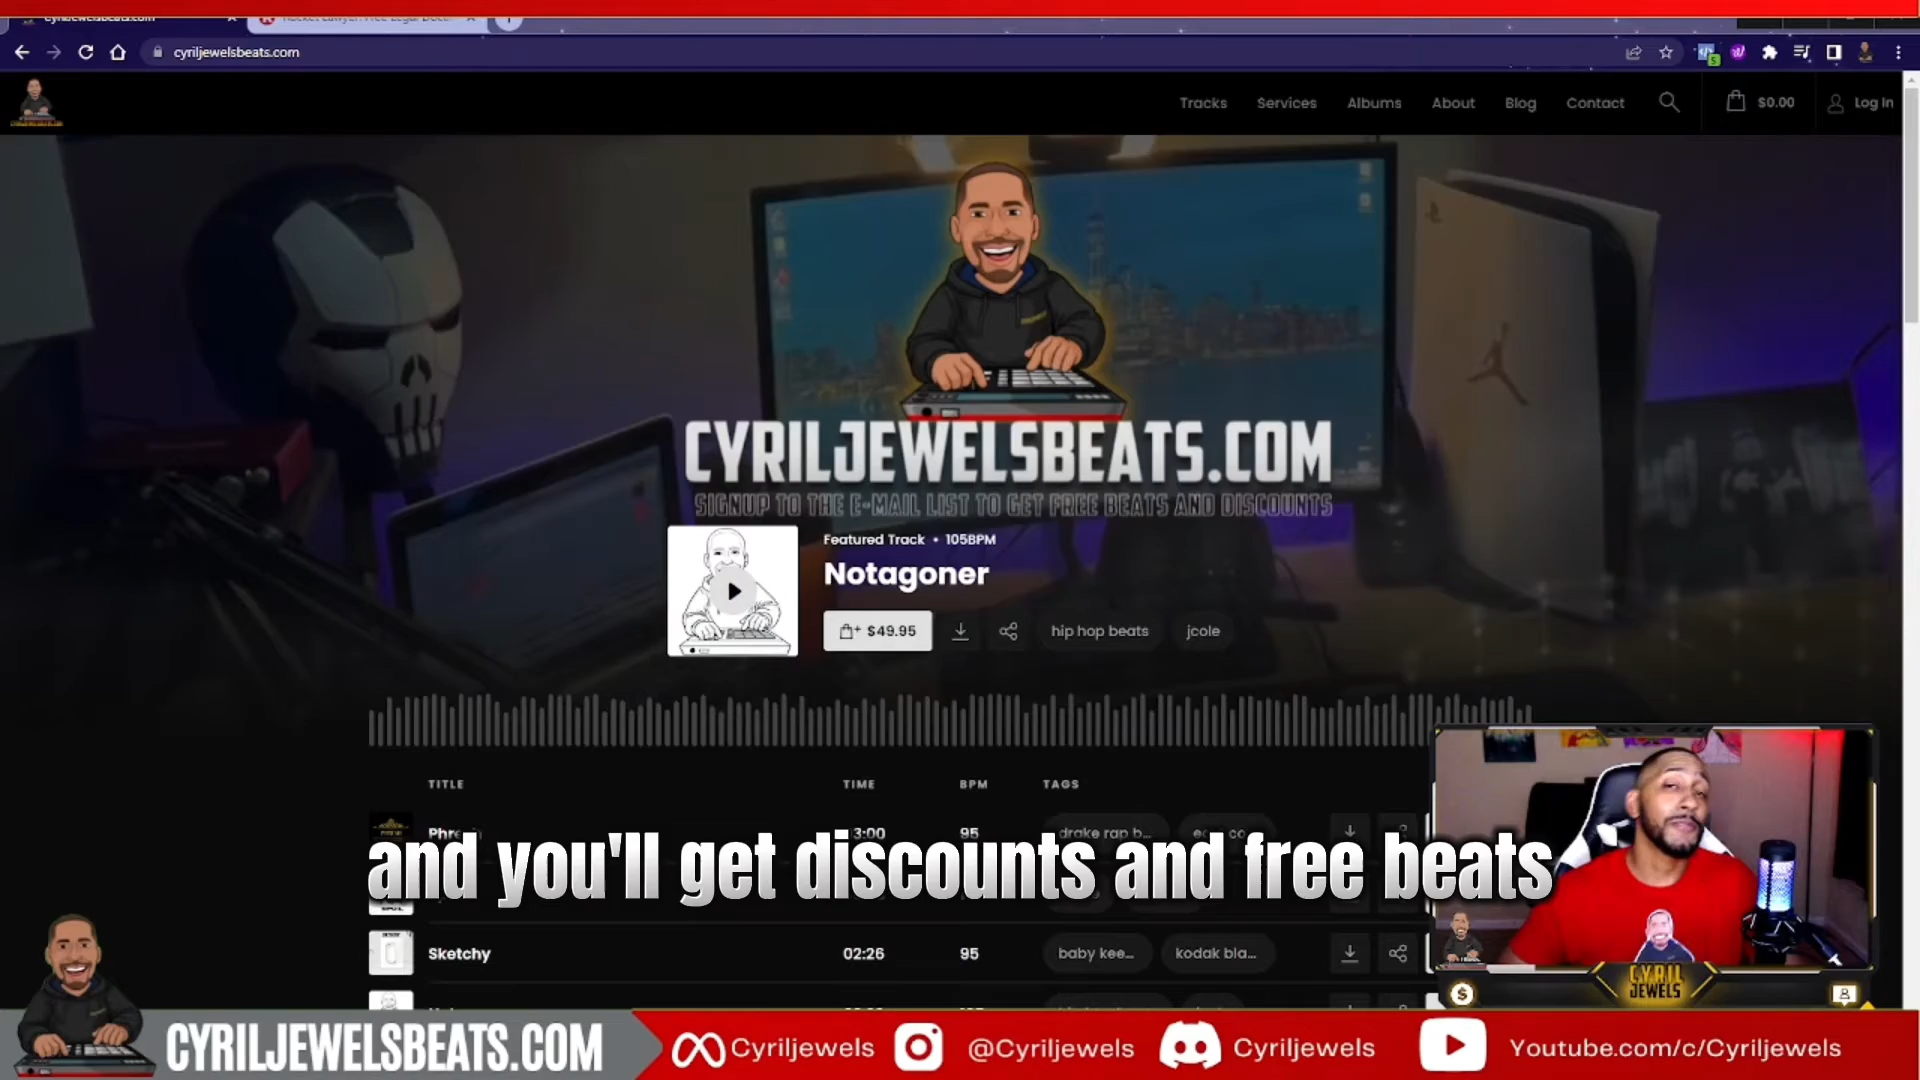 cyriljewelsbeats.com
Tracks Services Albums About Blog Contact $0.00 Log In
CYRILJEWELSBEATS.COM
SIGNUP TO THE E-MAIL LIST TO GET FREE BEATS AND DISCOUNTS
Featured Track • 105BPM
Notagoner
$49.95 hip hop beats jcole
TITLE TIME BPM TAGS
95 drake rap b...
and you'll get discounts and free beats
Sketchy 02:26 95 baby kee... kodak bla...
CYRIL
JEWELS
CYRILJEWELSBEATS.COM Cyriljewels @Cyriljewels Cyriljewels Youtube.com/c/Cyriljewels